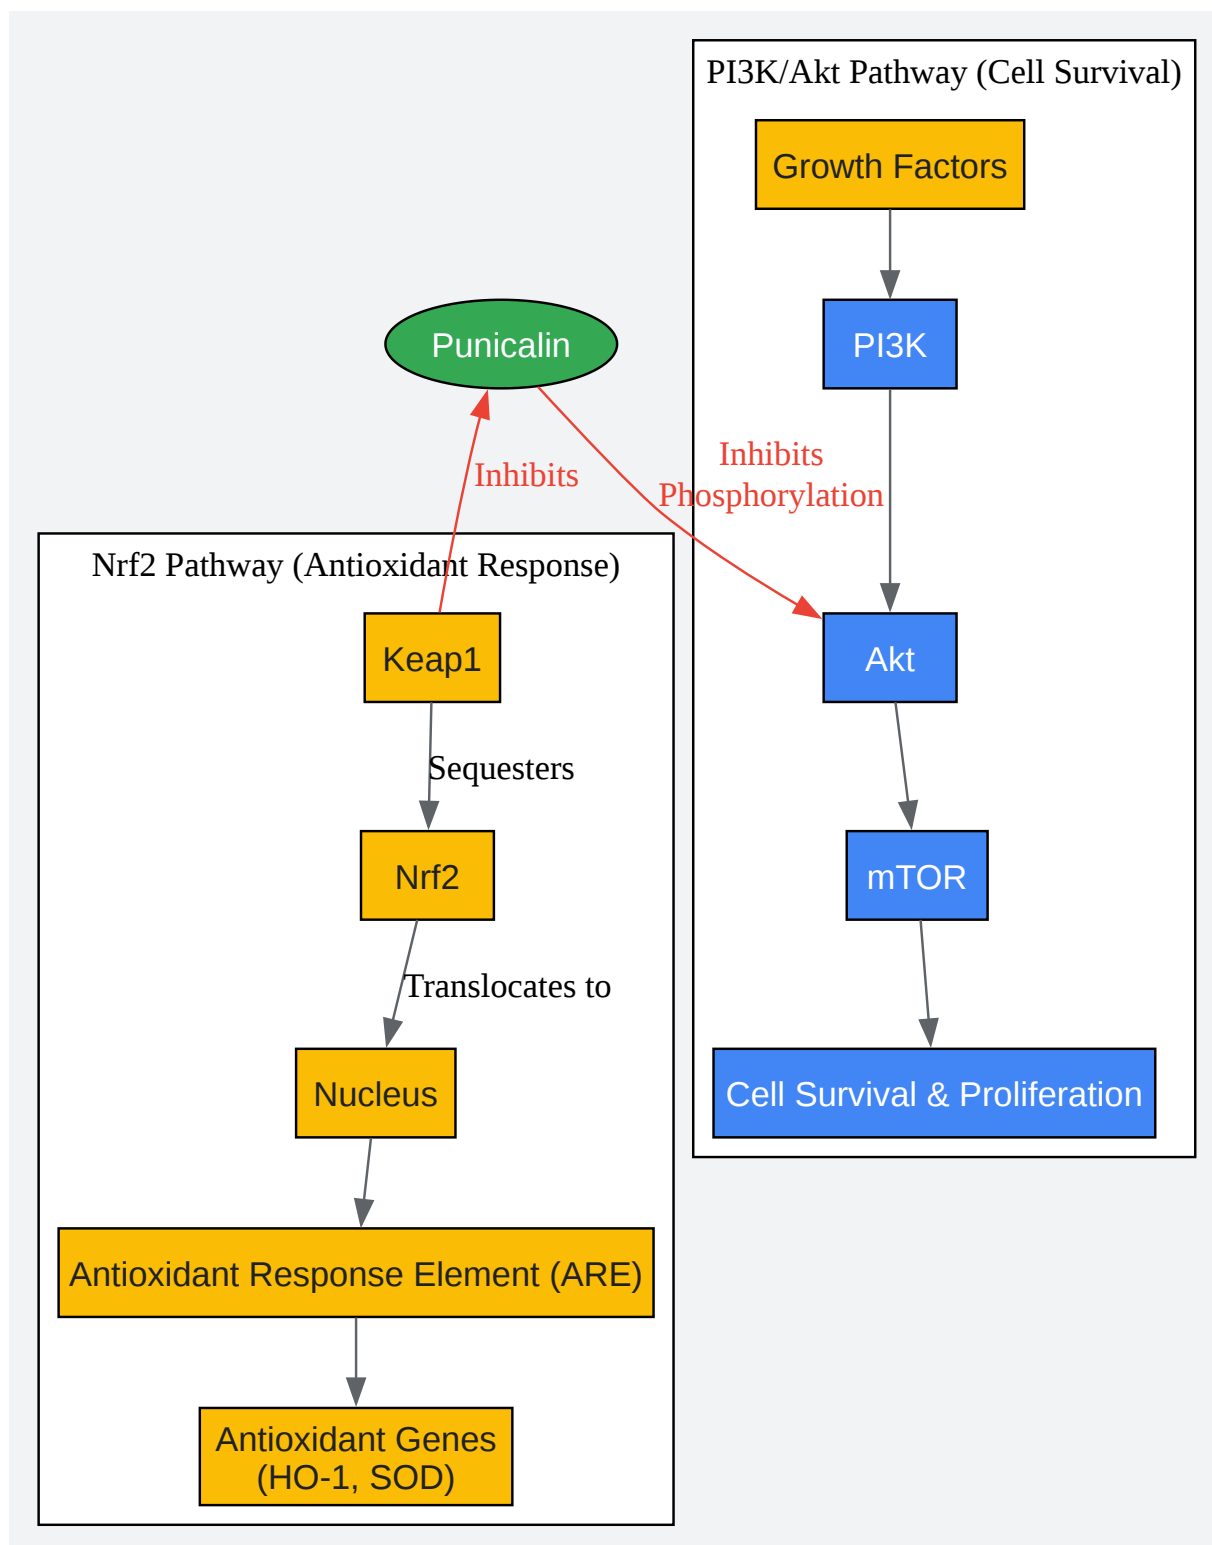 PI3K/Akt Pathway (Cell Survival)
Growth Factors
PI3K
Punicalin
Inhibits
Phosphorylation
Inhibits
Nrf2 Pathway (Antioxidant Response)
Keap1
Akt
Sequesters
Nrf2
mTOR
Translocates to
Nucleus
Cell Survival & Proliferation
Antioxidant Response Element (ARE)
Antioxidant Genes
(HO-1, SOD)